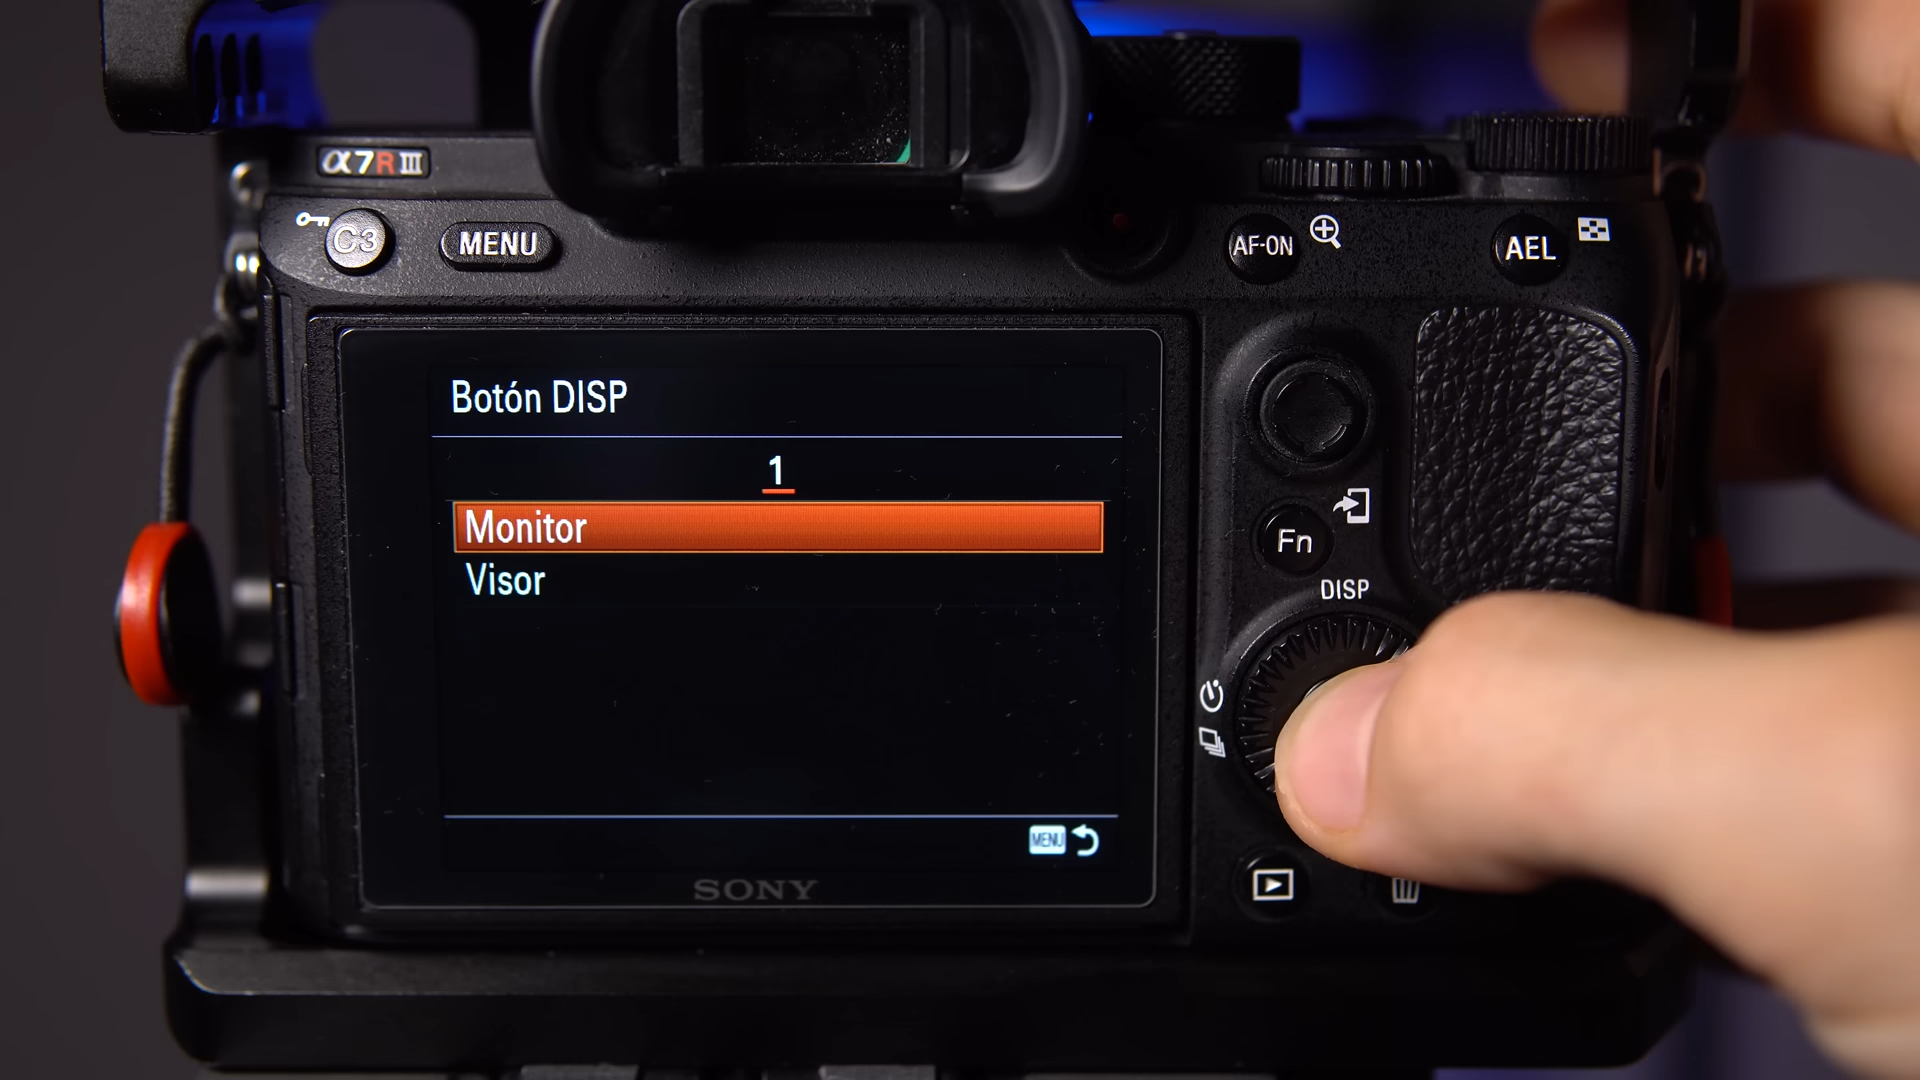 α7RIII
C3
MENU
AF-ON
AEL
Botón DISP
1
Monitor
Visor
MENU
SONY
Fn
DISP